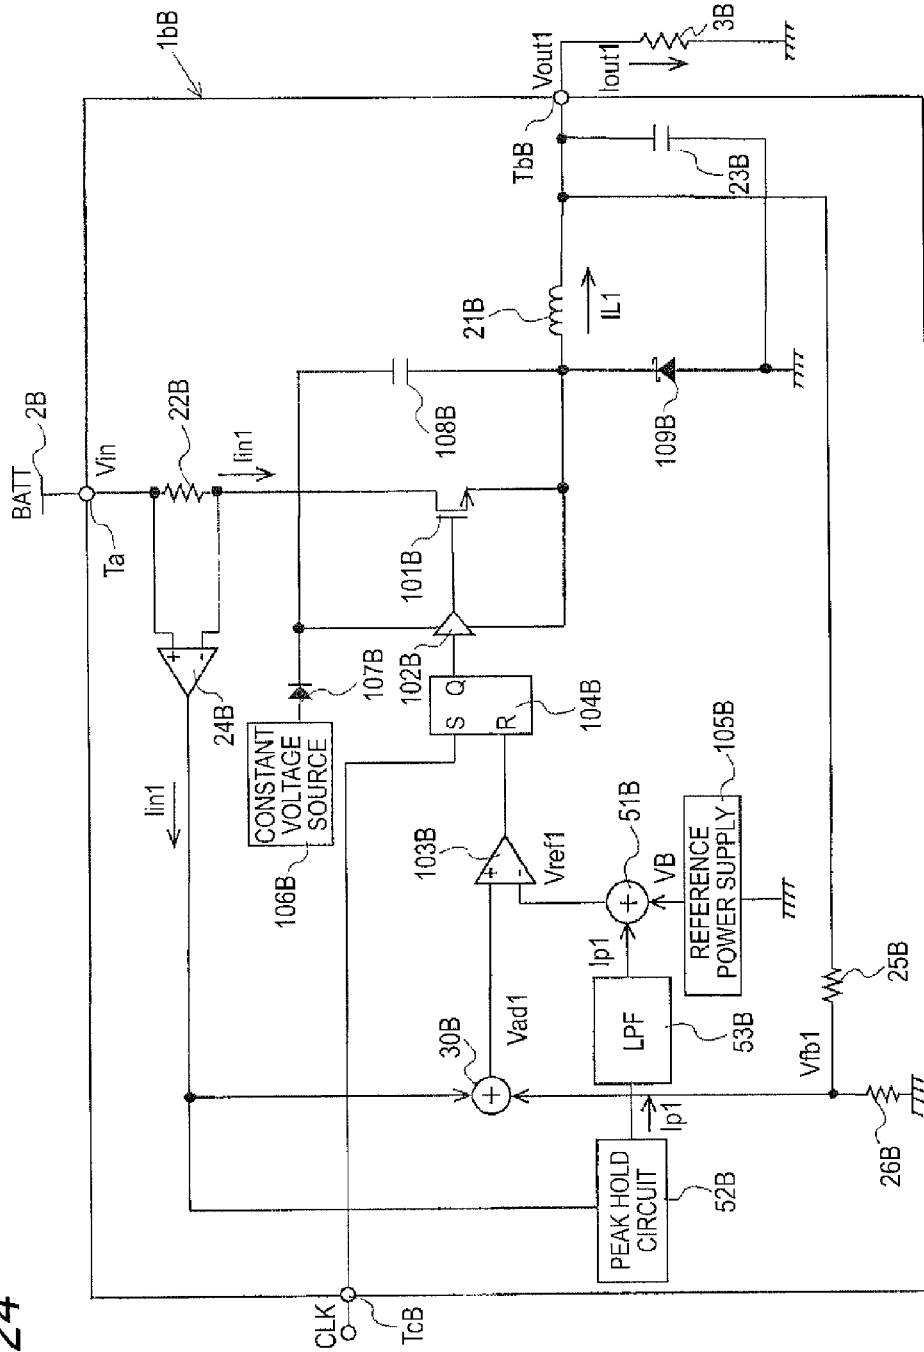 24
1bB
BATT
2B
Vin
Ta
22B
Iin1
24B
Iin1
CONSTANT
VOLTAGE
SOURCE
106B
107B
108B
101B
102B
S
Q
R
104B
103B
+
-
+
-
Vref1
51B
+
VB
REFERENCE
POWER SUPPLY
105B
Ip1
LPF
53B
Ip1
PEAK HOLD
CIRCUIT
52B
30B
+
Vad1
Vfb1
25B
26B
CLK
TcB
21B
IL1
109B
23B
TbB
Vout1
Iout1
3B